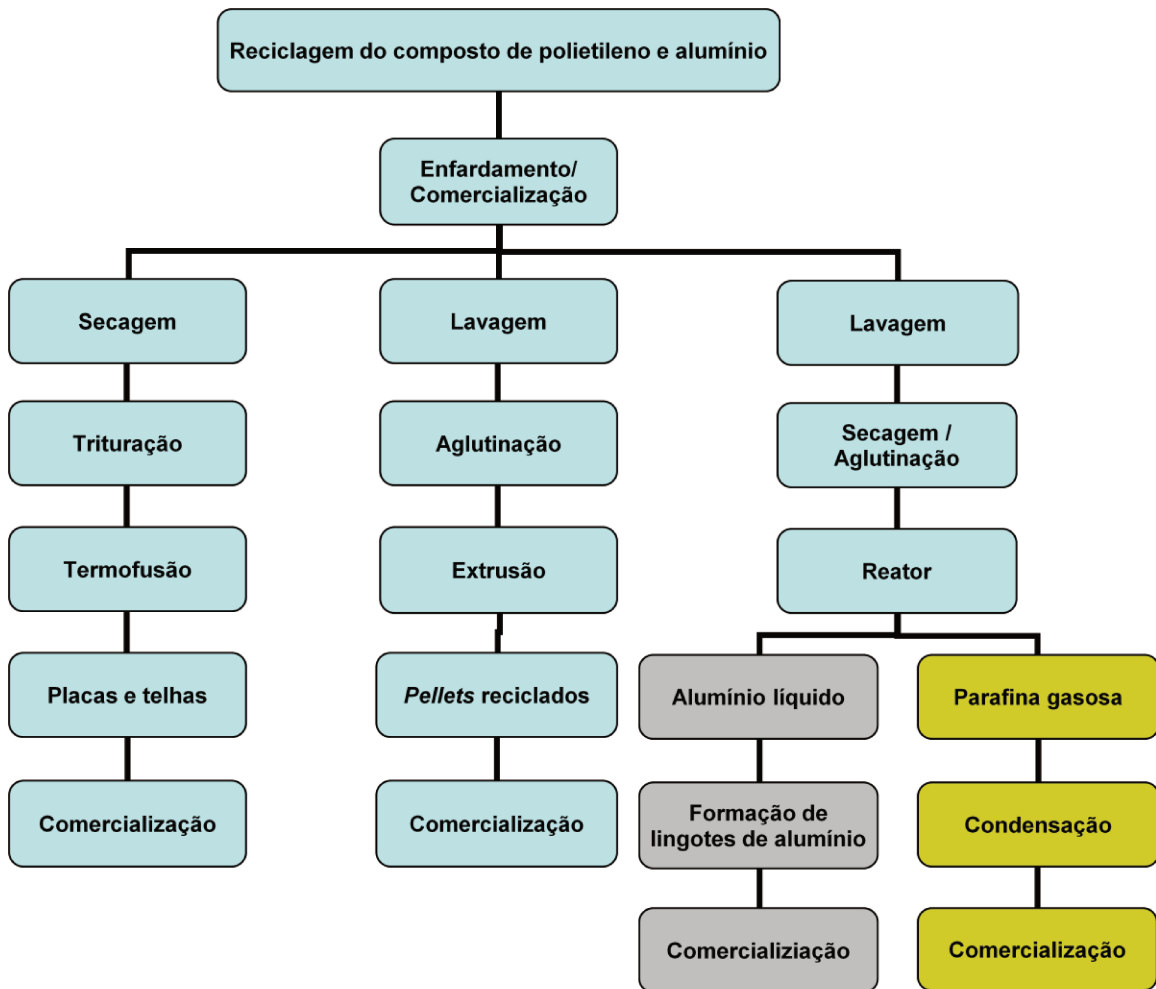 Reciclagem do composto de polietileno e alumínio
Enfardamento/
Comercialização
Secagem
Lavagem
Lavagem
Trituração
Aglutinação
Secagem /
Aglutinação
Termofusão
Extrusão
Reator
Placas e telhas
Pellets reciclados
Alumínio líquido
Parafina gasosa
Comercialização
Comercialização
Formação de
lingotes de alumínio
Condensação
Comercializiação
Comercialização